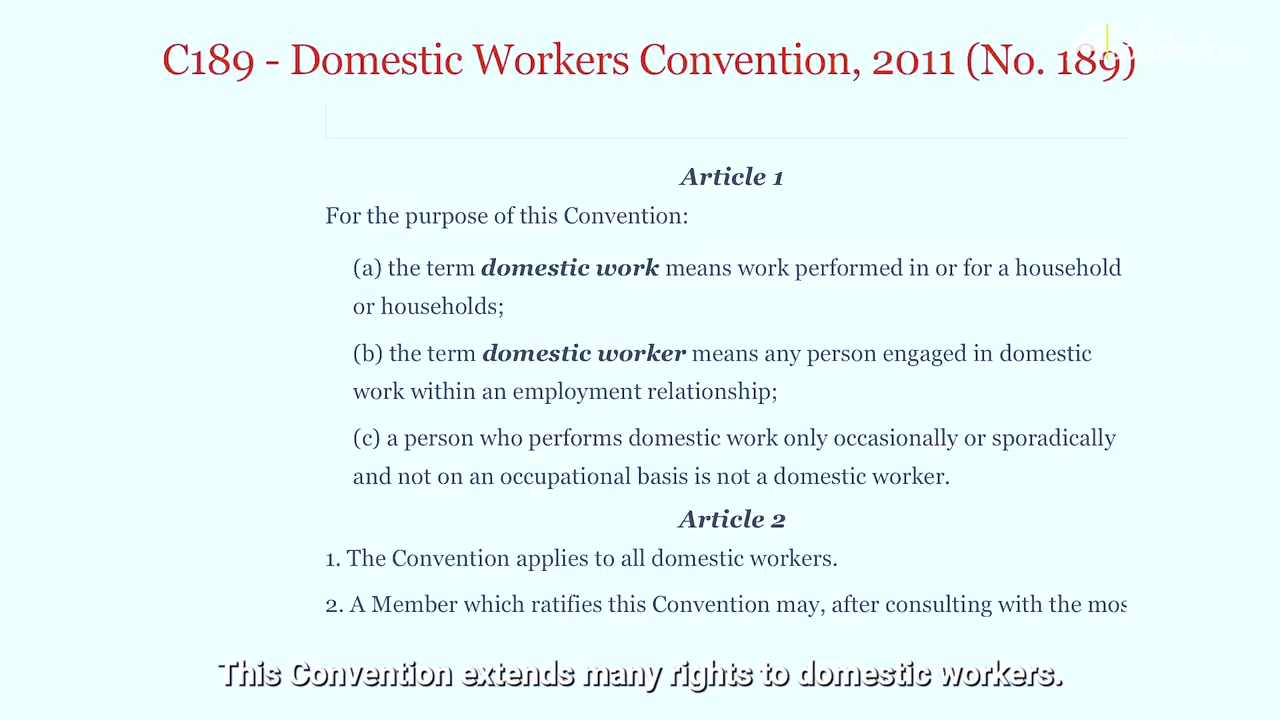 C189 - Domestic Workers Convention, 2011 (No. 189)
Article 1
For the purpose of this Convention:
(a) the term domestic work means work performed in or for a household
or households;
(b) the term domestic worker means any person engaged in domestic
work within an employment relationship;
(c) a person who performs domestic work only occasionally or sporadically
and not on an occupational basis is not a domestic worker.
Article 2
1. The Convention applies to all domestic workers.
2. A Member which ratifies this Convention may, after consulting with the mos
This Convention extends many rights to domestic workers.